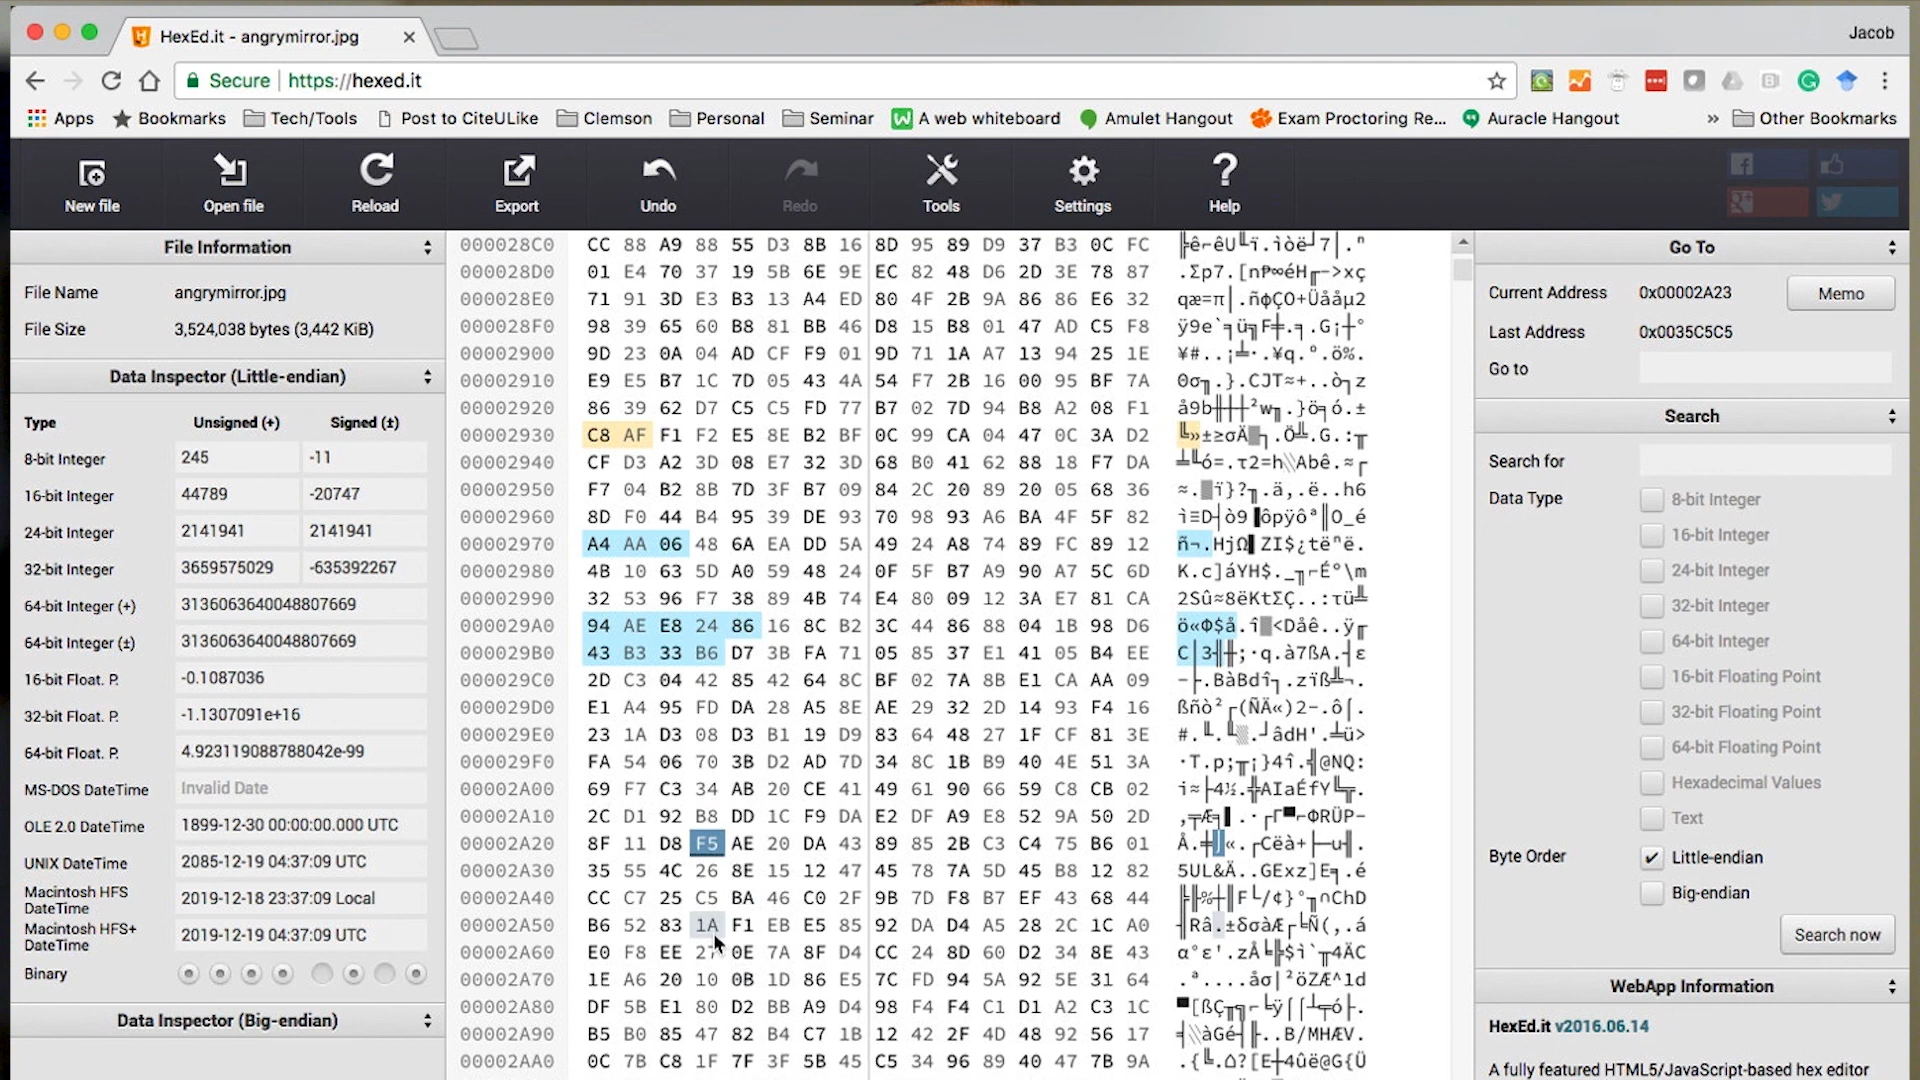 HexEd.it - angrymirror.jpg
Jacob
Secure https://hexed.it
Apps Bookmarks Tech/Tools Post to CiteULike Clemson Personal Seminar A web whiteboard Amulet Hangout Exam Proctoring Re... Auracle Hangout » Other Bookmarks
New file Open file Reload Export Undo Redo Tools Settings Help
File Information
File Name angrymirror.jpg
File Size 3,524,038 bytes (3,442 KiB)
Data Inspector (Little-endian)
Type Unsigned (+) Signed (±)
8-bit Integer 245 -11
16-bit Integer 44789 -20747
24-bit Integer 2141941 2141941
32-bit Integer 3659575029 -635392267
64-bit Integer (+) 3136063640048807669
64-bit Integer (±) 3136063640048807669
16-bit Float. P. -0.1087036
32-bit Float. P. -1.1307091e+16
64-bit Float. P. 4.923119088788042e-99
MS-DOS DateTime Invalid Date
OLE 2.0 DateTime 1899-12-30 00:00:00.000 UTC
UNIX DateTime 2085-12-19 04:37:09 UTC
Macintosh HFS DateTime 2019-12-18 23:37:09 Local
Macintosh HFS+ DateTime 2019-12-19 04:37:09 UTC
Binary
Data Inspector (Big-endian)
000028C0 CC 88 A9 88 55 D3 8B 16 8D 95 89 D9 37 B3 0C FC
000028D0 01 E4 70 37 19 5B 6E 9E EC 82 48 D6 2D 3E 78 87
000028E0 71 91 3D E3 B3 13 A4 ED 80 4F 2B 9A 86 86 E6 32
000028F0 98 39 65 60 B8 81 BB 46 D8 15 B8 01 47 AD C5 F8
00002900 9D 23 0A 04 AD CF F9 01 9D 71 1A A7 13 94 25 1E
00002910 E9 E5 B7 1C 7D 05 43 4A 54 F7 2B 16 00 95 BF 7A
00002920 86 39 62 D7 C5 C5 FD 77 B7 02 7D 94 B8 A2 08 F1
00002930 C8 AF F1 F2 E5 8E B2 BF 0C 99 CA 04 47 0C 3A D2
00002940 CF D3 A2 3D 08 E7 32 3D 68 B0 41 62 88 18 F7 DA
00002950 F7 04 B2 8B 7D 3F B7 09 84 2C 20 89 20 05 68 36
00002960 8D F0 44 B4 95 39 DE 93 70 98 93 A6 BA 4F 5F 82
00002970 A4 AA 06 48 6A EA DD 5A 49 24 A8 74 89 FC 89 12
00002980 4B 10 63 5D A0 59 48 24 0F 5F B7 A9 90 A7 5C 6D
00002990 32 53 96 F7 38 89 4B 74 E4 80 09 12 3A E7 81 CA
000029A0 94 AE E8 24 86 16 8C B2 3C 44 86 88 04 1B 98 D6
000029B0 43 B3 33 B6 D7 3B FA 71 05 85 37 E1 41 05 B4 EE
000029C0 2D C3 04 42 85 42 64 8C BF 02 7A 8B E1 CA AA 09
000029D0 E1 A4 95 FD DA 28 A5 8E AE 29 32 2D 14 93 F4 16
000029E0 23 1A D3 08 D3 B1 19 D9 83 64 48 27 1F CF 81 3E
000029F0 FA 54 06 70 3B D2 AD 7D 34 8C 1B B9 40 4E 51 3A
00002A00 69 F7 C3 34 AB 20 CE 41 49 61 90 66 59 C8 CB 02
00002A10 2C D1 92 B8 DD 1C F9 DA E2 DF A9 E8 52 9A 50 2D
00002A20 8F 11 D8 F5 AE 20 DA 43 89 85 2B C3 C4 75 B6 01
00002A30 35 55 4C 26 8E 15 12 47 45 78 7A 5D 45 B8 12 82
00002A40 CC C7 25 C5 BA 46 C0 2F 9B 7D F8 B7 EF 43 68 44
00002A50 B6 52 83 1A F1 EB E5 85 92 DA D4 A5 28 2C 1C A0
00002A60 E0 F8 EE 27 0E 7A 8F D4 CC 24 8D 60 D2 34 8E 43
00002A70 1E A6 20 10 0B 1D 86 E5 7C FD 94 5A 92 5E 31 64
00002A80 DF 5B E1 80 D2 BB A9 D4 98 F4 F4 C1 D1 A2 C3 1C
00002A90 B5 B0 85 47 82 B4 C7 1B 12 42 2F 4D 48 92 56 17
00002AA0 0C 7B C8 1F 7F 3F 5B 45 C5 34 96 89 40 47 7B 9A
Go To
Current Address 0x00002A23 Memo
Last Address 0x0035C5C5
Go to
Search
Search for
Data Type 8-bit Integer
16-bit Integer
24-bit Integer
32-bit Integer
64-bit Integer
16-bit Floating Point
32-bit Floating Point
64-bit Floating Point
Hexadecimal Values
Text
Byte Order Little-endian
Big-endian
Search now
WebApp Information
HexEd.it v2016.06.14
A fully featured HTML5/JavaScript-based hex editor